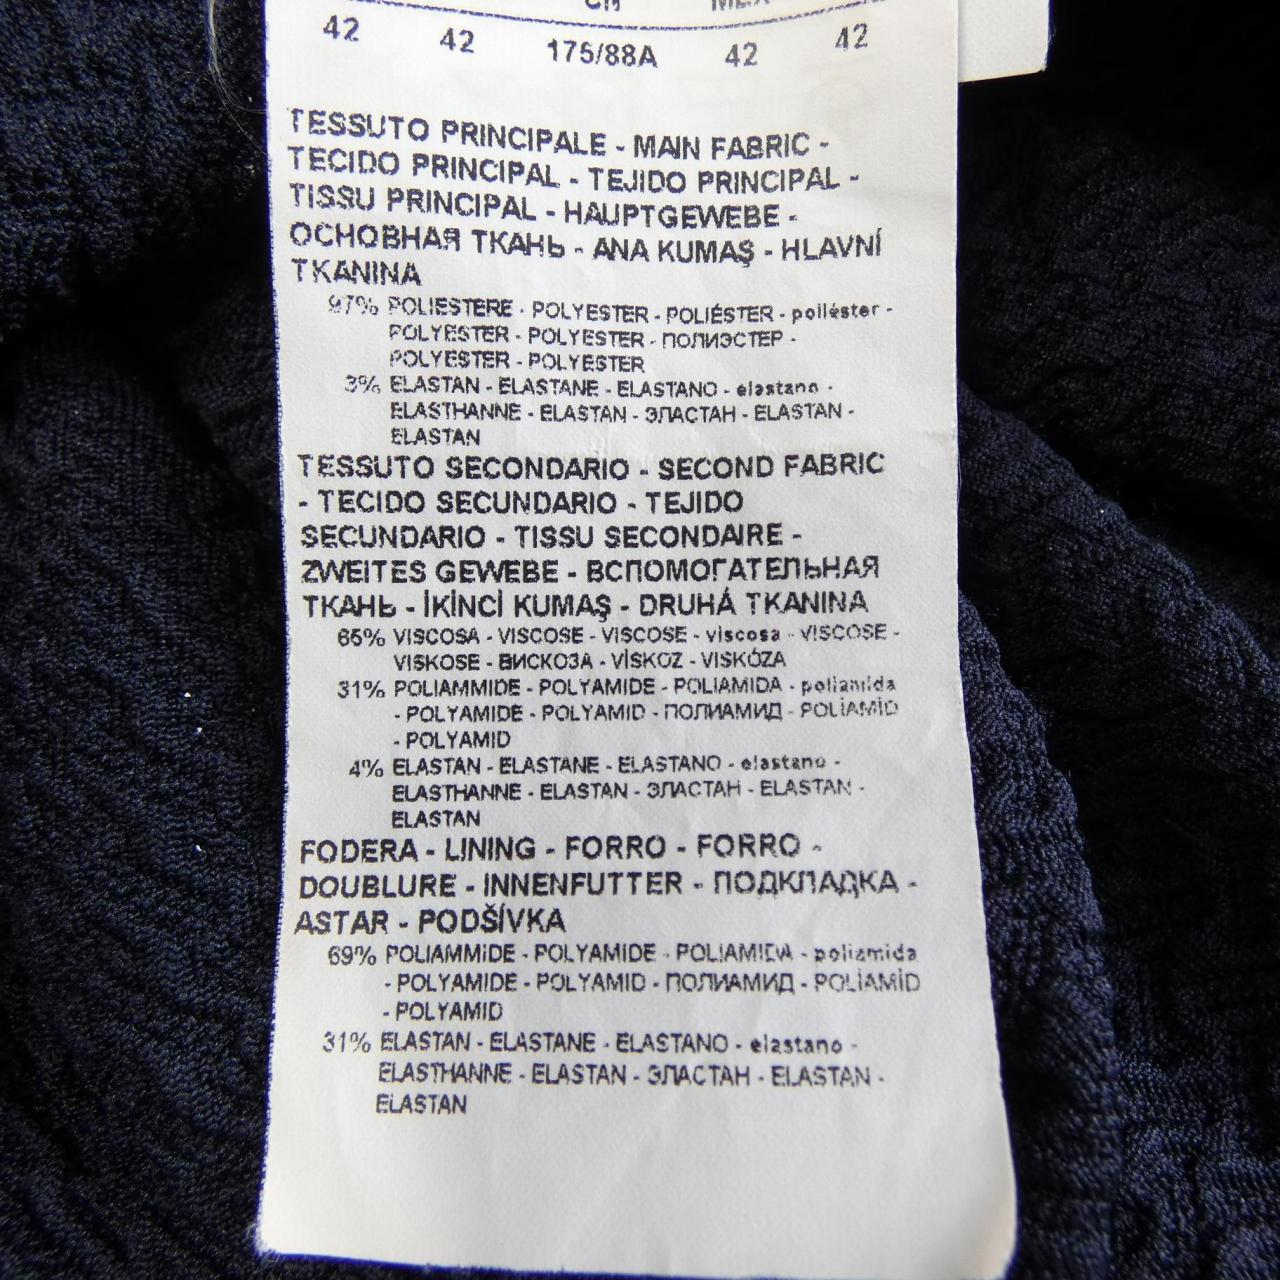 42 42 175/88A 42 42
TESSUTO PRINCIPALE - MAIN FABRIC -
TECIDO PRINCIPAL - TEJIDO PRINCIPAL -
TISSU PRINCIPAL - HAUPTGEWEBE -
ОСНОВНАЯ ТКАНЬ - ANA KUMAŞ - HLAVNÍ
TKANINA
97% POLIESTERE - POLYESTER - POLIÉSTER - poliéster -
POLYESTER - POLYESTER - ПОЛИЭСТЕР -
POLYESTER - POLYESTER
3% ELASTAN - ELASTANE - ELASTANO - elastano -
ELASTHANNE - ELASTAN - ЭЛАСТАН - ELASTAN -
ELASTAN
TESSUTO SECONDARIO - SECOND FABRIC
- TECIDO SECUNDARIO - TEJIDO
SECUNDARIO - TISSU SECONDAIRE -
ZWEITES GEWEBE - ВСПОМОГАТЕЛЬНАЯ
ТКАНЬ - İKİNCİ KUMAŞ - DRUHÁ TKANINA
65% VISCOSA - VISCOSE - VISCOSE - viscosa - VISCOSE -
VISKOSE - ВИСКОЗА - VİSKOZ - VISKÓZA
31% POLIAMMIDE - POLYAMIDE - POLIAMIDA - poliamida
- POLYAMIDE - POLYAMID - ПОЛИАМИД - POLİAMİD
- POLYAMID
4% ELASTAN - ELASTANE - ELASTANO - elastano -
ELASTHANNE - ELASTAN - ЭЛАСТАН - ELASTAN -
ELASTAN
FODERA - LINING - FORRO - FORRO -
DOUBLURE - INNENFUTTER - ПОДКЛАДКА -
ASTAR - PODŠÍVKA
69% POLIAMMIDE - POLYAMIDE - POLIAMIDA - poliamida
- POLYAMIDE - POLYAMID - ПОЛИАМИД - POLİAMİD
- POLYAMID
31% ELASTAN - ELASTANE - ELASTANO - elastano -
ELASTHANNE - ELASTAN - ЭЛАСТАН - ELASTAN -
ELASTAN